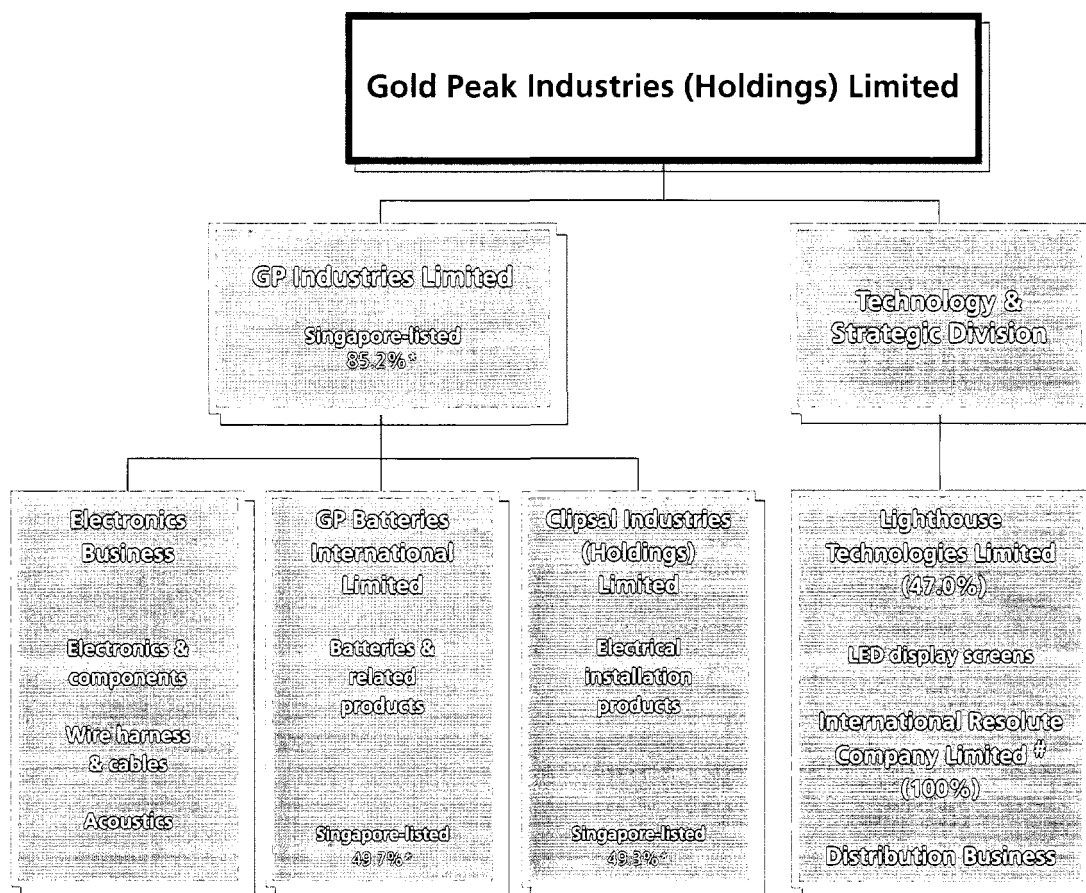 Gold Peak Industries (Holdings) Limited
GP Industries Limited
Singapore-listed
85.2%*
Technology &
Strategic Division
Electronics
Business
Electronics &
components
Wire harness
& cables
Acoustics
GP Batteries
International
Limited
Batteries &
related
products
Singapore-listed
49.7%*
Clipsal Industries
(Holdings)
Limited
Electrical
installation
products
Singapore-listed
49.3%*
Lighthouse
Technologies Limited
(47.0%)
LED display screens
International Resolute
Company Limited #
(100%)
Distribution Business